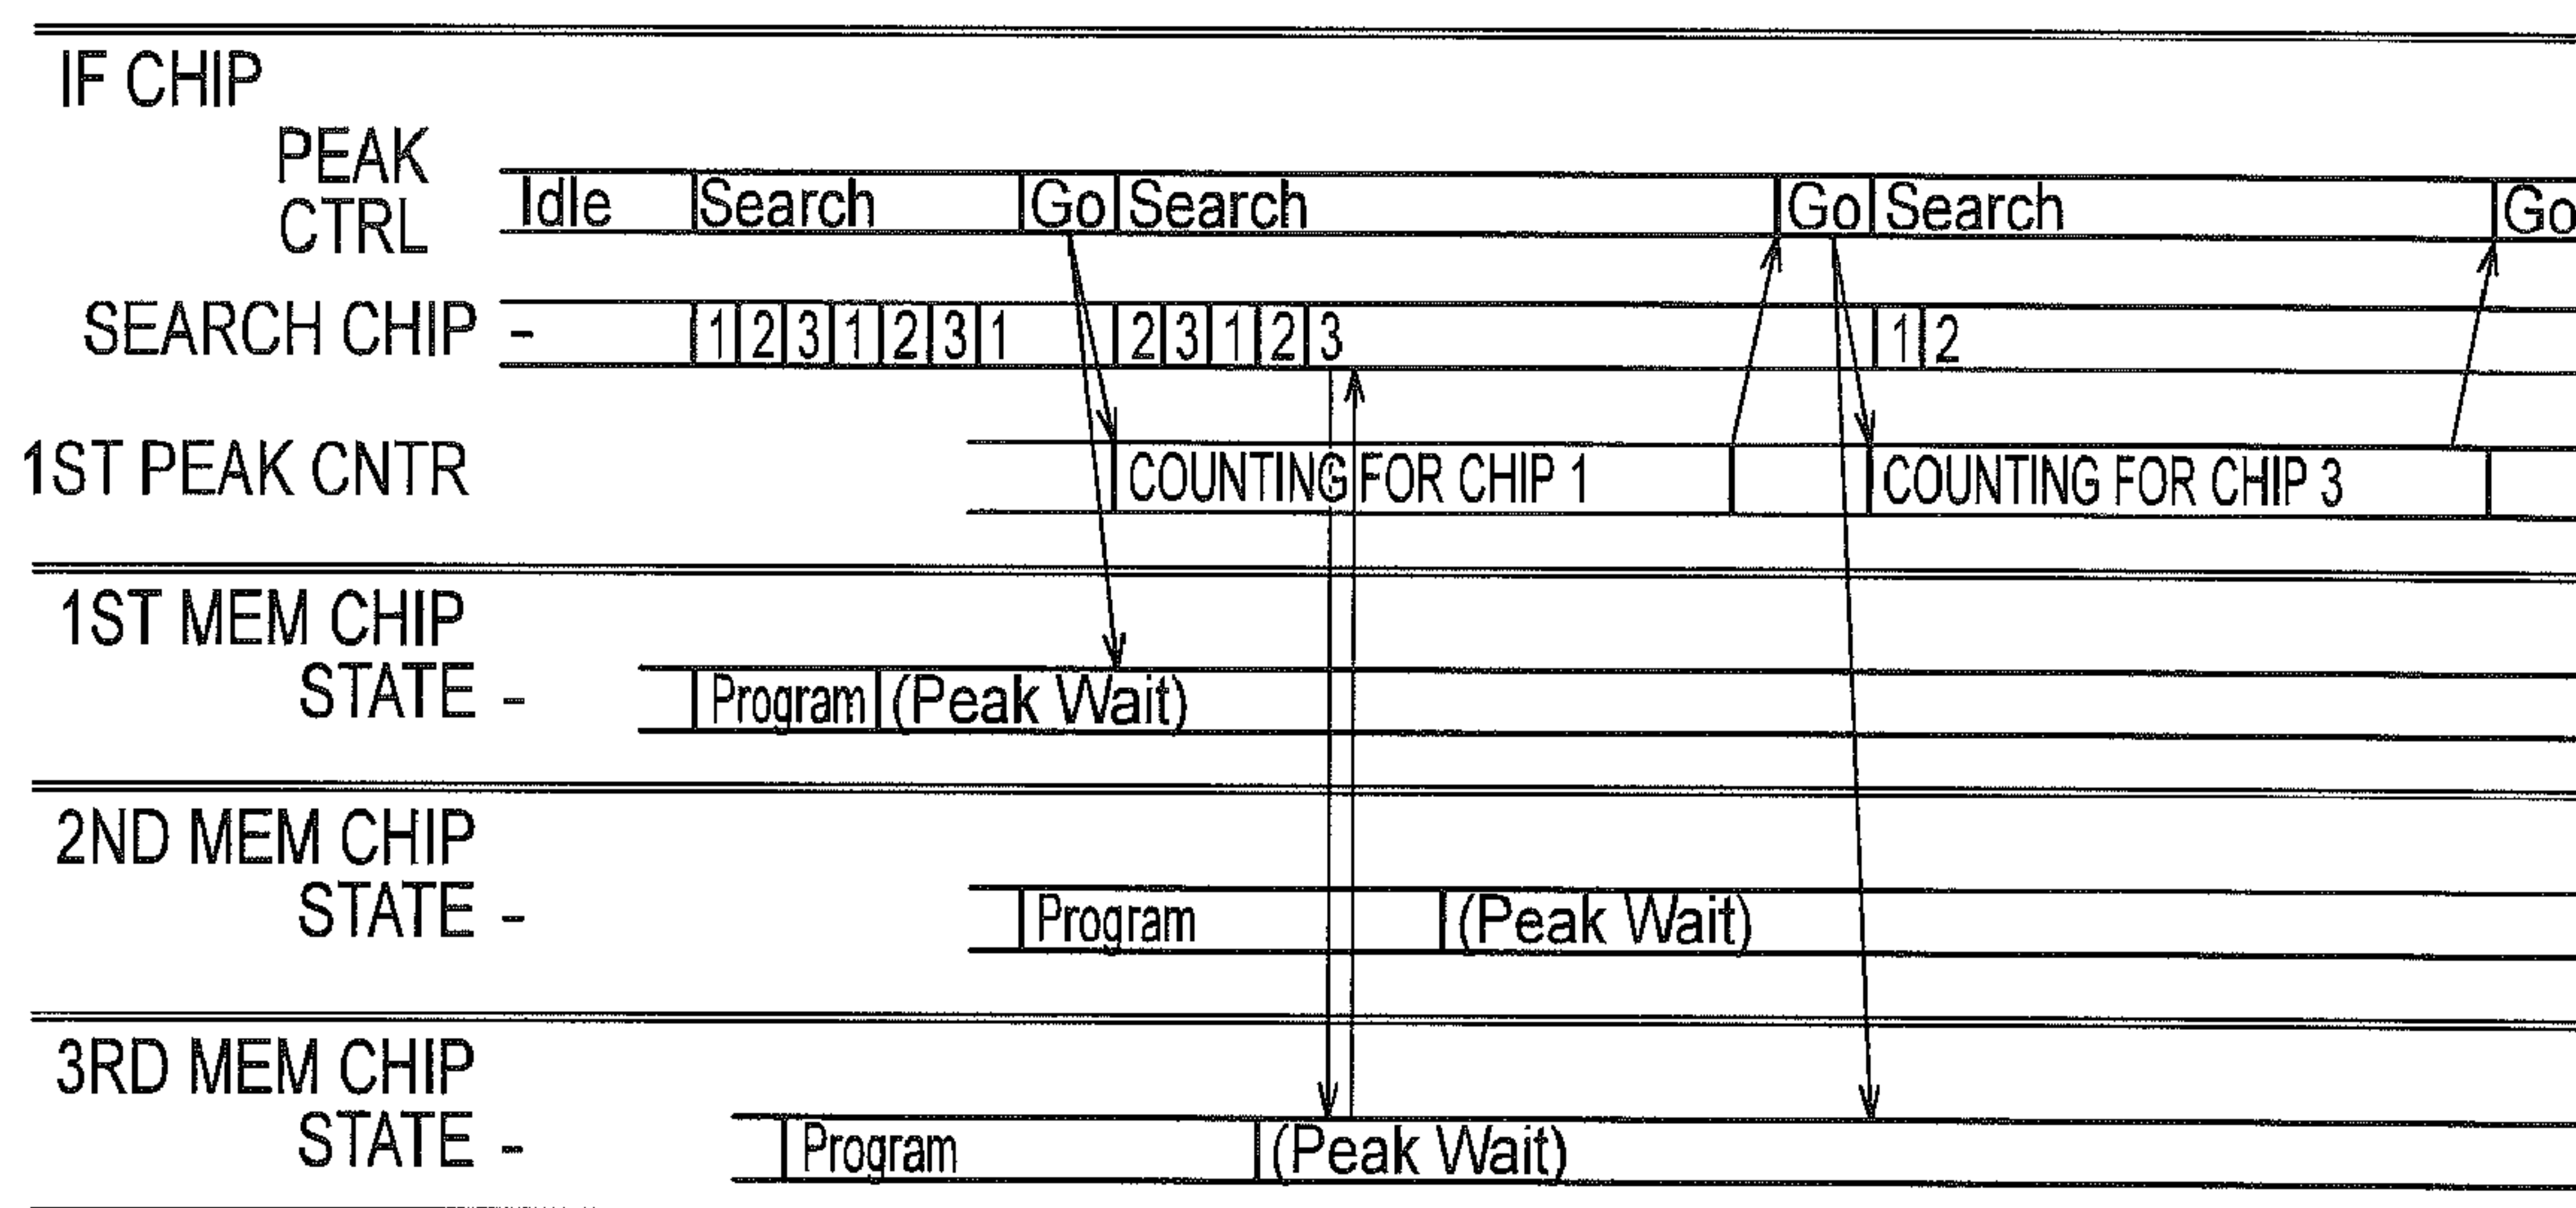 IF CHIP
PEAK
CTRL
Idle Search Go Search Go Search Go
SEARCH CHIP - 1 2 3 1 2 3 1 2 3 1 2 3 1 2
1ST PEAK CNTR COUNTING FOR CHIP 1 COUNTING FOR CHIP 3
1ST MEM CHIP
STATE - Program (Peak Wait)
2ND MEM CHIP
STATE - Program (Peak Wait)
3RD MEM CHIP
STATE - Program (Peak Wait)